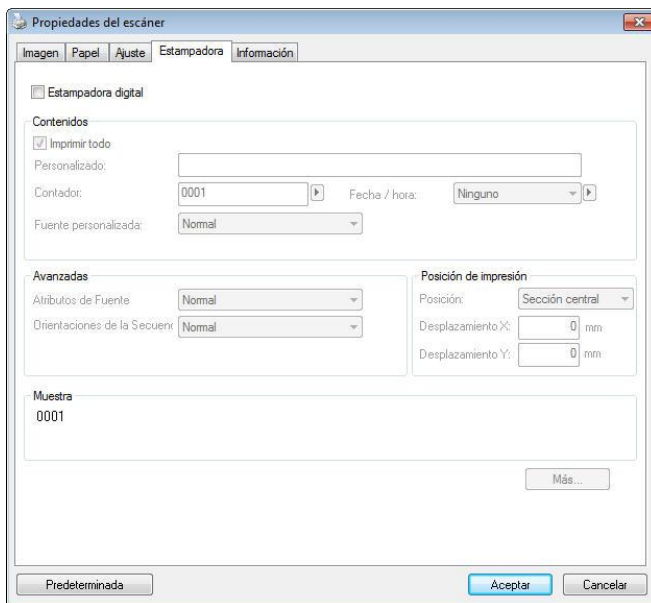 Propiedades del escáner
Imagen Papel Ajuste Estampadora Información
Estampadora digital
Contenidos
Imprimir todo
Personalizado:
Contador: 0001 Fecha / hora: Ninguno
Fuente personalizada: Normal
Avanzadas Posición de impresión
Atributos de Fuente Normal Posición: Sección central
Orientaciones de la Secuenc Normal Desplazamiento X: 0 mm
Desplazamiento Y: 0 mm
Muestra
0001
Más...
Predeterminada Aceptar Cancelar